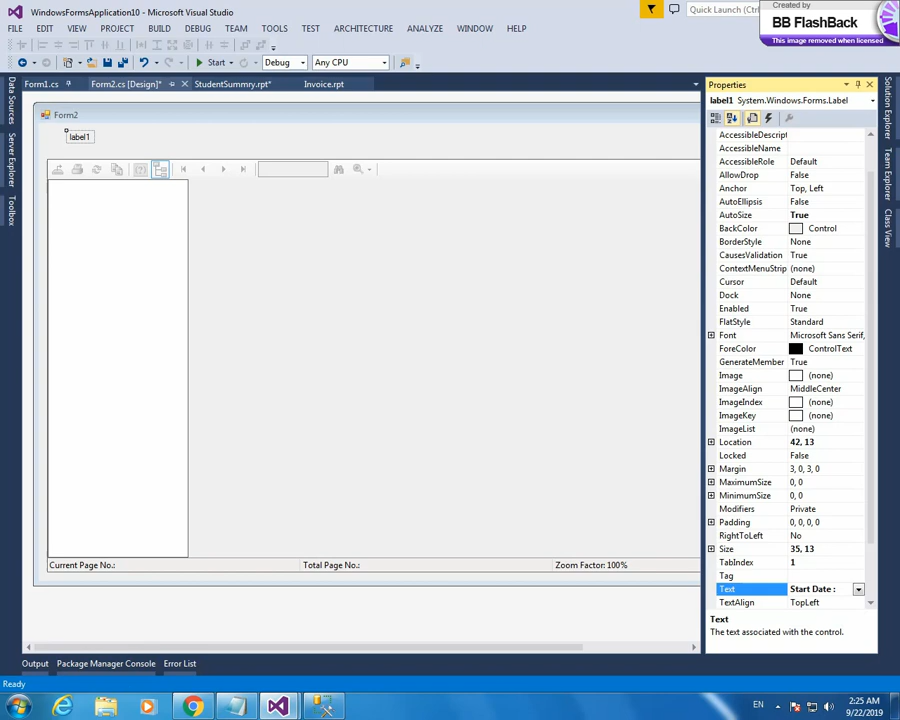 WindowsFormsApplication10 - Microsoft Visual Studio
Quick Launch (
Created by
BB FlashBack
This image removed when licensed
FILE EDIT VIEW PROJECT BUILD DEBUG TEAM TOOLS TEST ARCHITECTURE ANALYZE WINDOW HELP
Start Debug Any CPU
Form1.cs Form2.cs [Design]* StudentSummry.rpt* Invoice.rpt
Data Sources
Server Explorer
Toolbox
Form2
label1
Current Page No.: Total Page No.: Zoom Factor: 100%
Properties
label1 System.Windows.Forms.Label
AccessibleDescript
AccessibleName
AccessibleRole Default
AllowDrop False
Anchor Top, Left
AutoEllipsis False
AutoSize True
BackColor Control
BorderStyle None
CausesValidation True
ContextMenuStrip (none)
Cursor Default
Dock None
Enabled True
FlatStyle Standard
Font Microsoft Sans Serif,
ForeColor ControlText
GenerateMember True
Image (none)
ImageAlign MiddleCenter
ImageIndex (none)
ImageKey (none)
ImageList (none)
Location 42, 13
Locked False
Margin 3, 0, 3, 0
MaximumSize 0, 0
MinimumSize 0, 0
Modifiers Private
Padding 0, 0, 0, 0
RightToLeft No
Size 35, 13
TabIndex 1
Tag
Text Start Date :
TextAlign TopLeft
Text
The text associated with the control.
Solution Explorer
Team Explorer
Class View
Output Package Manager Console Error List
Ready
EN
2:25 AM
9/22/2019